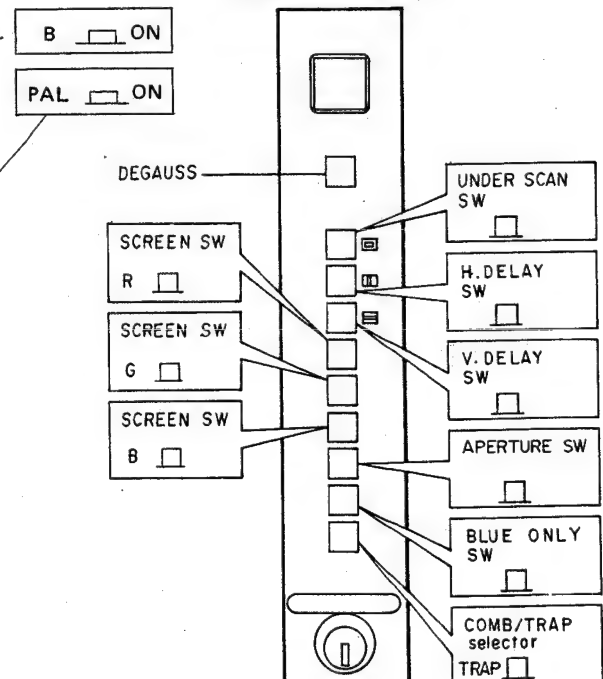 B ON
PAL ON
DEGAUSS
SCREEN SW
R
SCREEN SW
G
SCREEN SW
B
UNDER SCAN
SW
H.DELAY
SW
V.DELAY
SW
APERTURE SW
BLUE ONLY
SW
COMB/TRAP
selector
TRAP